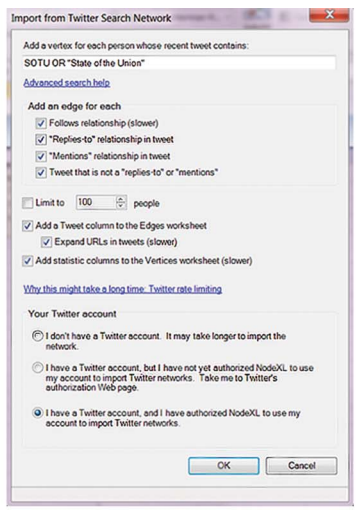 Import from Twitter Search Network
Add a vertex for each person whose recent tweet contains:
SOTU OR "State of the Union"
Advanced search help
Add an edge for each
Follows relationship (slower)
"Replies-to" relationship in tweet
"Mentions" relationship in tweet
Tweet that is not a "replies-to" or "mentions"
Limit to 100 people
Add a Tweet column to the Edges worksheet
Expand URLs in tweets (slower)
Add statistic columns to the Vertices worksheet (slower)
Why this might take a long time: Twitter rate limiting
Your Twitter account
I don't have a Twitter account. It may take longer to import the
network.
I have a Twitter account, but I have not yet authorized NodeXL to use
my account to import Twitter networks. Take me to Twitter's
authorization Web page.
I have a Twitter account, and I have authorized NodeXL to use my
account to import Twitter networks.
OK Cancel